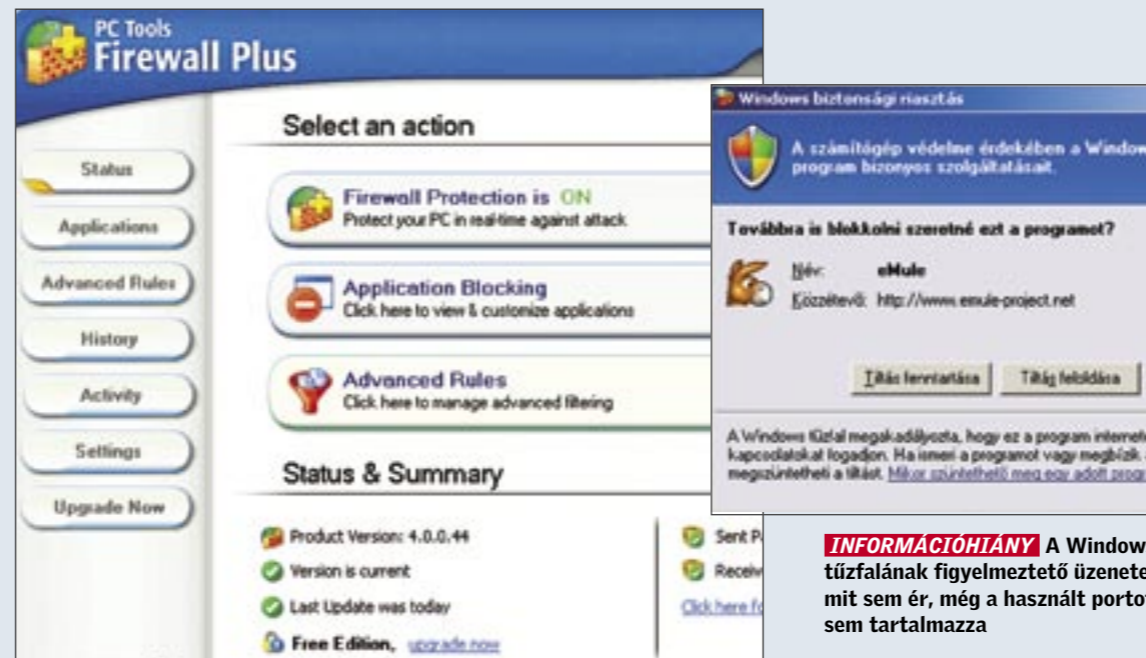 PC Tools
Firewall Plus
Select an action
Status
Applications
Advanced Rules
History
Activity
Settings
Upgrade Now
Firewall Protection is ON
Protect your PC in real-time against attack
Application Blocking
Click here to view & customize applications
Advanced Rules
Click here to manage advanced filtering
Status & Summary
Product Version: 4.0.0.44
Version is current
Last Update was today
Free Edition, upgrade now
Sent P
Receiv
Click here fo
Windows biztonsági riasztás
A számítógép védelme érdekében a Window
program bizonyos szolgáltatásait.
Továbbra is blokkolni szeretné ezt a programot?
Név: eMule
Közzétevő: http://www.emule-project.net
Tiltás fenntartása
Tiltás feloldása
A Windows tűzfal megakadályozta, hogy ez a program internete
kapcsolatokat fogadjon. Ha ismeri a programot vagy megbízik
megszüntetheti a tiltást. Mikor szüntethető meg egy adott prog
INFORMÁCIÓHIÁNY A Window
tűzfalának figyelmeztető üzenete
mit sem ér, még a használt porto
sem tartalmazza